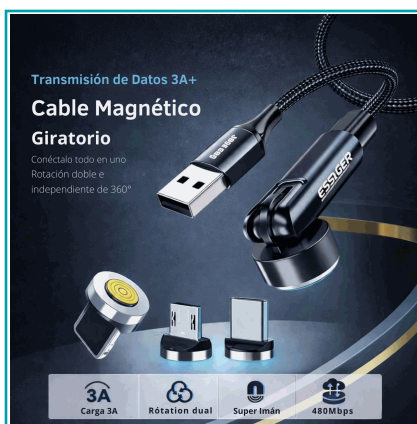 Transmisión de Datos 3A+
Cable Magnético
Giratorio
Conéctalo todo en uno
Rotación doble e
independiente de 360°
ESSIGER
3A
Carga 3A
Rótation dual
Super Imán
480Mbps